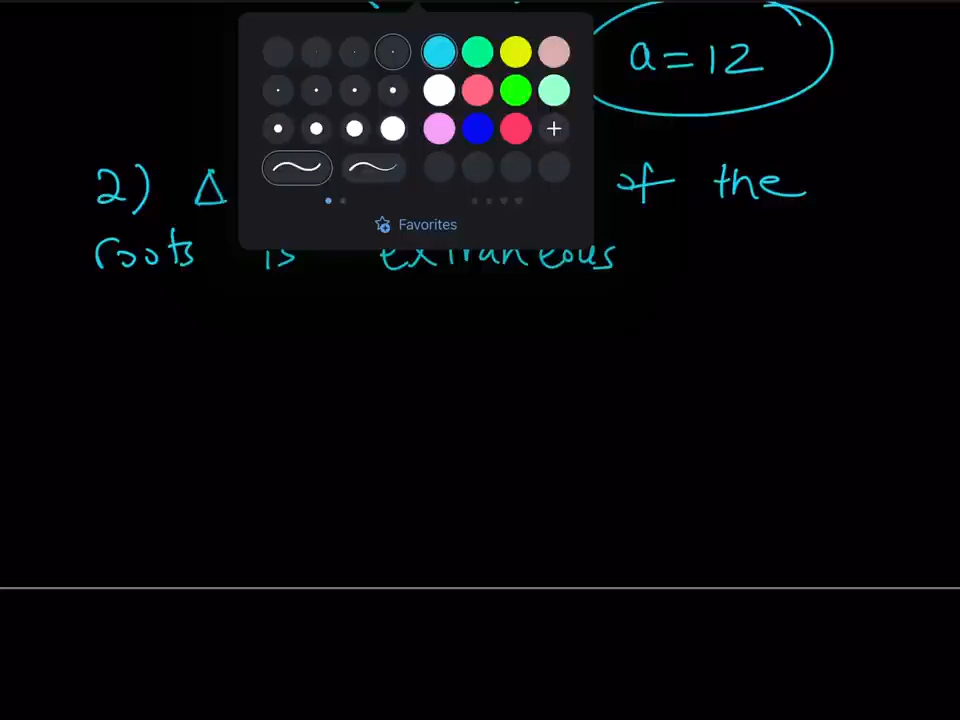 a=12
Favorites
2) Δ of the
roots is extraneous